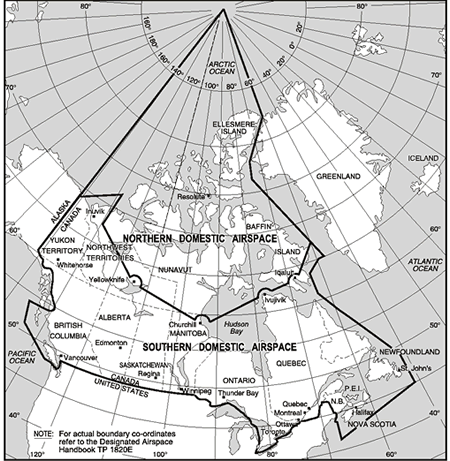 80°
80°
ARCTIC
OCEAN
160°
140°
120°
100°
80°
60°
40°
20°
0°
70°
70°
ELLESMERE
ISLAND
ICELAND
GREENLAND
Resolute
60°
60°
ALASKA
CANADA
Inuvik
BAFFIN
ISLAND
NORTHERN DOMESTIC AIRSPACE
YUKON
TERRITORY
NORTHWEST
TERRITORIES
Whitehorse
NUNAVUT
Iqaluit
ATLANTIC
OCEAN
Yellowknife
Ivujivik
50°
50°
ALBERTA
BRITISH
COLUMBIA
Churchill
MANITOBA
Hudson
Bay
Edmonton
SOUTHERN DOMESTIC AIRSPACE
PACIFIC
OCEAN
Vancouver
SASKATCHEWAN
Regina
QUEBEC
NEWFOUNDLAND
St. John's
CANADA
UNITED STATES
Winnipeg
ONTARIO
Thunder Bay
P.E.I.
N.B.
Quebec
Montreal
Ottawa
Toronto
Halifax
NOVA SCOTIA
40°
40°
120°
100°
80°
60°
NOTE: For actual boundary co-ordinates
refer to the Designated Airspace
Handbook TP 1820E